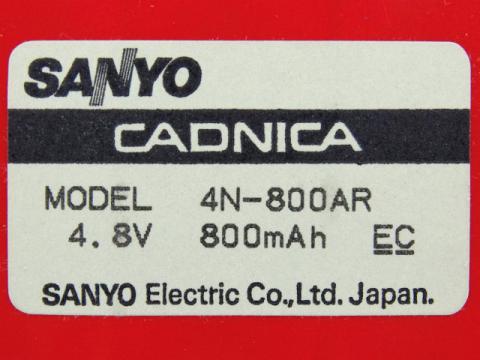 SANYO
CADNICA
MODEL 4N-800AR
4.8V 800mAh EC
SANYO Electric Co.,Ltd. Japan.